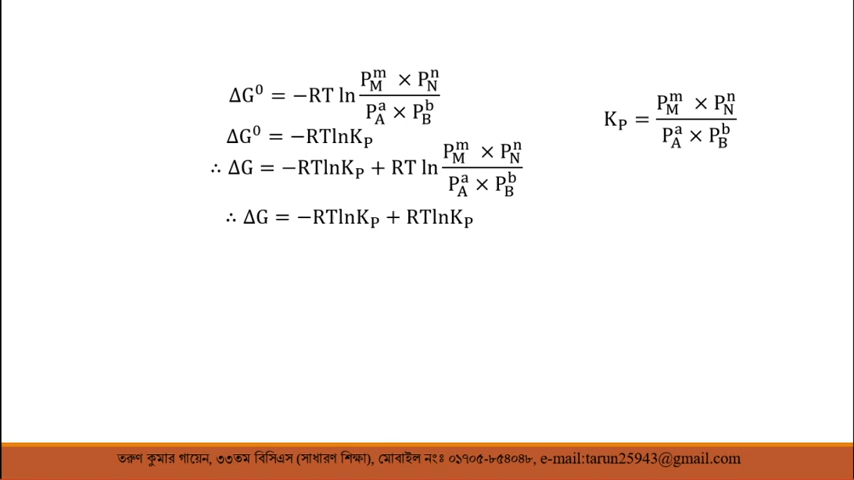 ΔG⁰ = −RT ln (P_M^m × P_N^n) / (P_A^a × P_B^b)
K_P = (P_M^m × P_N^n) / (P_A^a × P_B^b)
ΔG⁰ = −RTlnK_P
∴ ΔG = −RTlnK_P + RT ln (P_M^m × P_N^n) / (P_A^a × P_B^b)
∴ ΔG = −RTlnK_P + RTlnK_P
তরুণ কুমার গায়েন, ৩৩তম বিসিএস (সাধারণ শিক্ষা), মোবাইল নংঃ ০১৭০৫-৮৫৪০৪৮, e-mail:tarun25943@gmail.com